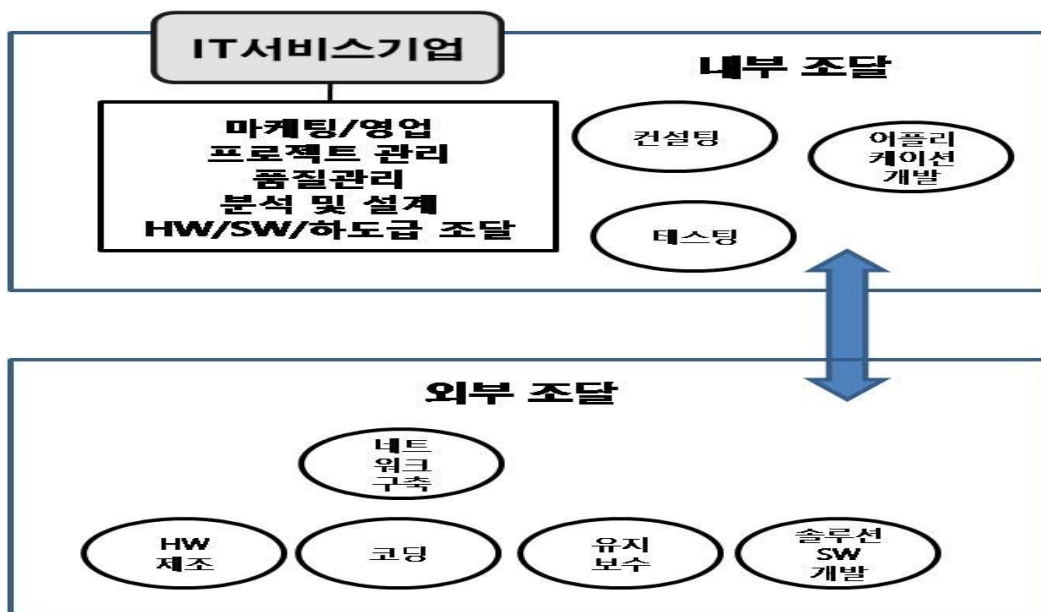 IT서비스기업
내부 조달
마케팅/영업
프로젝트 관리
품질관리
분석 및 설계
HW/SW/하도급 조달
컨설팅
어플리
케이션
개발
테스팅
외부 조달
네트
워크
구축
HW
제조
코딩
유지
보수
솔루션
SW
개발